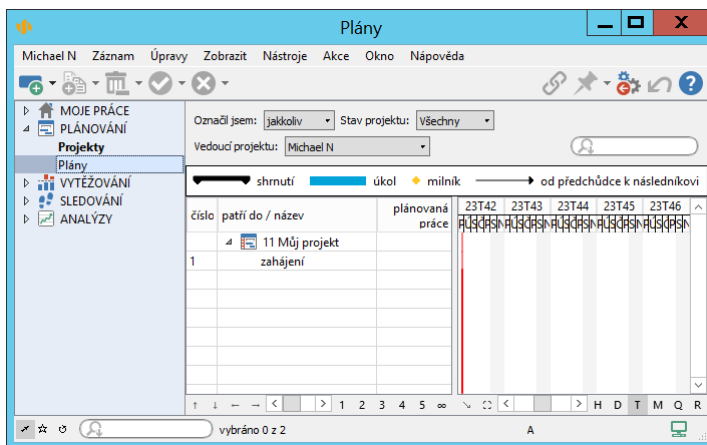 Plány
Michael N Záznam Úpravy Zobrazit Nástroje Akce Okno Nápověda
MOJE PRÁCE
PLÁNOVÁNÍ
Projekty
Plány
VYTĚŽOVÁNÍ
SLEDOVÁNÍ
ANALÝZY
Označil jsem: jakkoliv Stav projektu: Všechny
Vedoucí projektu: Michael N
shrnutí úkol milník od předchůdce k následníkovi
číslo patří do / název plánovaná práce 23T42 23T43 23T44 23T45 23T46
11 Můj projekt
1 zahájení
1 2 3 4 5 ∞ H D T M Q R
vybráno 0 z 2 A